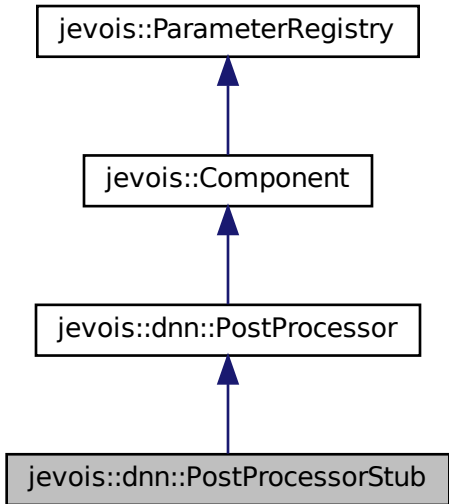 jevois::ParameterRegistry
jevois::Component
jevois::dnn::PostProcessor
jevois::dnn::PostProcessorStub